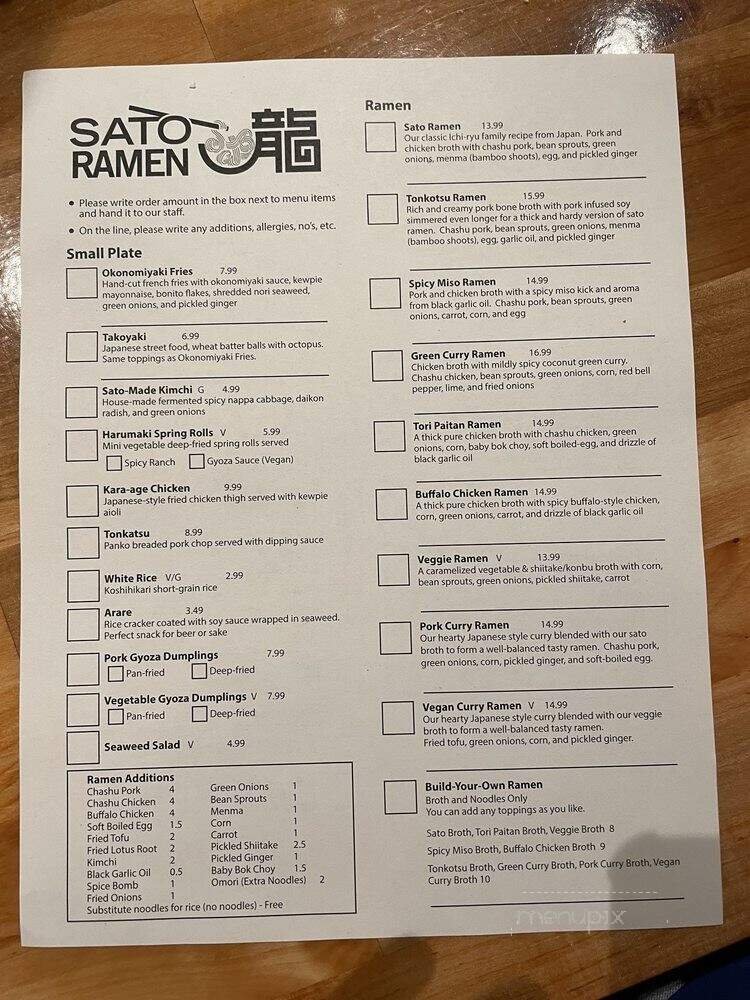 SATO
RAMEN
龍
• Please write order amount in the box next to menu items
and hand it to our staff.
• On the line, please write any additions, allergies, no's, etc.
Small Plate
Okonomiyaki Fries 7.99
Hand-cut french fries with okonomiyaki sauce, kewpie
mayonnaise, bonito flakes, shredded nori seaweed,
green onions, and pickled ginger
Takoyaki 6.99
Japanese street food, wheat batter balls with octopus.
Same toppings as Okonomiyaki Fries.
Sato-Made Kimchi G 4.99
House-made fermented spicy nappa cabbage, daikon
radish, and green onions
Harumaki Spring Rolls V 5.99
Mini vegetable deep-fried spring rolls served
Spicy Ranch Gyoza Sauce (Vegan)
Kara-age Chicken 9.99
Japanese-style fried chicken thigh served with kewpie
aioli
Tonkatsu 8.99
Panko breaded pork chop served with dipping sauce
White Rice V/G 2.99
Koshihikari short-grain rice
Arare 3.49
Rice cracker coated with soy sauce wrapped in seaweed.
Perfect snack for beer or sake
Pork Gyoza Dumplings 7.99
Pan-fried Deep-fried
Vegetable Gyoza Dumplings V 7.99
Pan-fried Deep-fried
Seaweed Salad V 4.99
Ramen Additions
Chashu Pork 4
Chashu Chicken 4
Buffalo Chicken 4
Soft Boiled Egg 1.5
Fried Tofu 2
Fried Lotus Root 2
Kimchi 2
Black Garlic Oil 0.5
Spice Bomb 1
Fried Onions 1
Green Onions 1
Bean Sprouts 1
Menma 1
Corn 1
Carrot 1
Pickled Shiitake 2.5
Pickled Ginger 1
Baby Bok Choy 1.5
Omori (Extra Noodles) 2
Substitute noodles for rice (no noodles) - Free
Ramen
Sato Ramen 13.99
Our classic Ichi-ryu family recipe from Japan. Pork and
chicken broth with chashu pork, bean sprouts, green
onions, menma (bamboo shoots), egg, and pickled ginger
Tonkotsu Ramen 15.99
Rich and creamy pork bone broth with pork infused soy
simmered even longer for a thick and hardy version of sato
ramen. Chashu pork, bean sprouts, green onions, menma
(bamboo shoots), egg, garlic oil, and pickled ginger
Spicy Miso Ramen 14.99
Pork and chicken broth with a spicy miso kick and aroma
from black garlic oil. Chashu pork, bean sprouts, green
onions, carrot, corn, and egg
Green Curry Ramen 16.99
Chicken broth with mildly spicy coconut green curry.
Chashu chicken, bean sprouts, green onions, corn, red bell
pepper, lime, and fried onions
Tori Paitan Ramen 14.99
A thick pure chicken broth with chashu chicken, green
onions, corn, baby bok choy, soft boiled-egg, and drizzle of
black garlic oil
Buffalo Chicken Ramen 14.99
A thick pure chicken broth with spicy buffalo-style chicken,
corn, green onions, carrot, and drizzle of black garlic oil
Veggie Ramen V 13.99
A caramelized vegetable & shiitake/konbu broth with corn,
bean sprouts, green onions, pickled shiitake, carrot
Pork Curry Ramen 14.99
Our hearty Japanese style curry blended with our sato
broth to form a well-balanced tasty ramen. Chashu pork,
green onions, corn, pickled ginger, and soft-boiled egg.
Vegan Curry Ramen V 14.99
Our hearty Japanese style curry blended with our veggie
broth to form a well-balanced tasty ramen.
Fried tofu, green onions, corn, and pickled ginger.
Build-Your-Own Ramen
Broth and Noodles Only
You can add any toppings as you like.
Sato Broth, Tori Paitan Broth, Veggie Broth 8
Spicy Miso Broth, Buffalo Chicken Broth 9
Tonkotsu Broth, Green Curry Broth, Pork Curry Broth, Vegan
Curry Broth 10
menupix